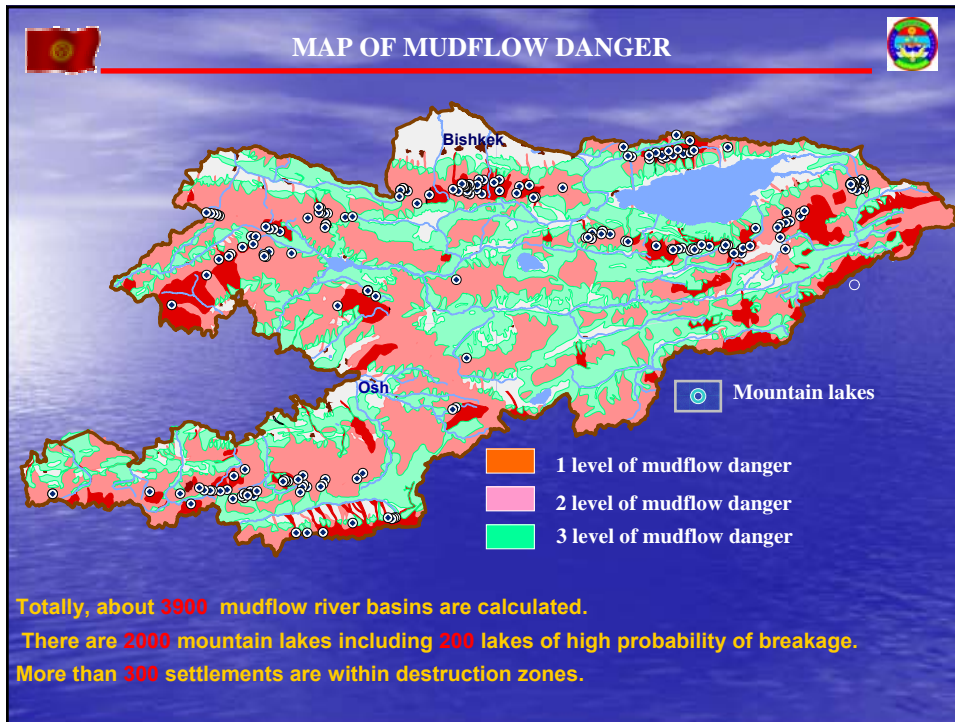 MAP OF MUDFLOW DANGER
Bishkek
Osh
Mountain lakes
1 level of mudflow danger
2 level of mudflow danger
3 level of mudflow danger
Totally, about 3900 mudflow river basins are calculated.
There are 2000 mountain lakes including 200 lakes of high probability of breakage.
More than 300 settlements are within destruction zones.